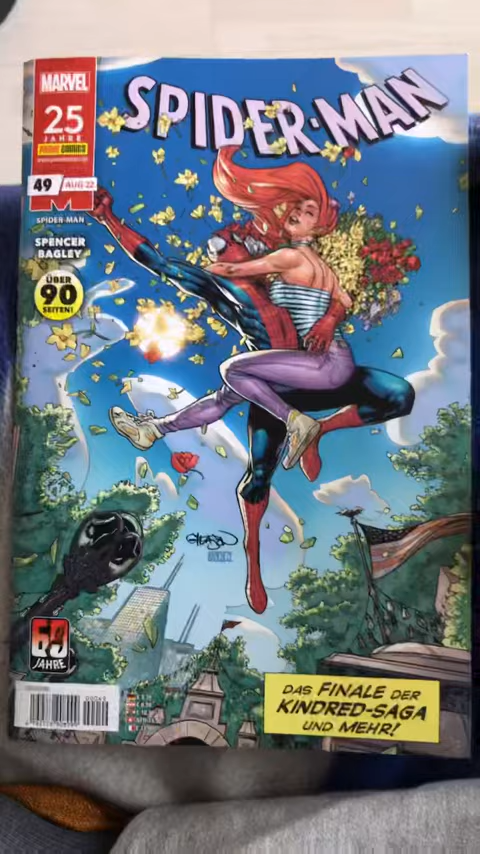 MARVEL
25
JAHRE
PANINI COMICS
SPIDER-MAN
49
AUG 22
SPIDER-MAN
SPENCER
BAGLEY
ÜBER
90
SEITEN!
GLEASON
60
JAHRE
DAS FINALE DER
KINDRED-SAGA
UND MEHR!